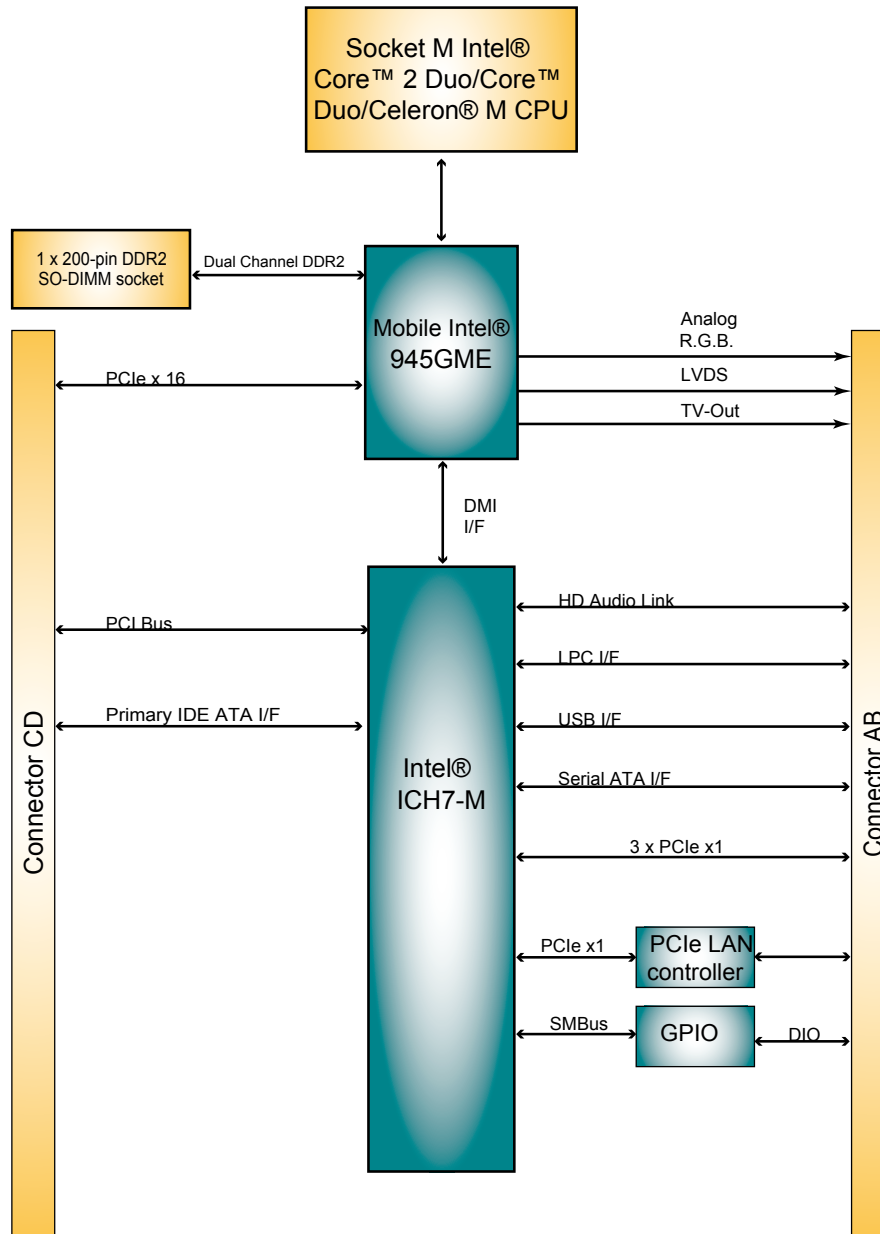 Socket M Intel®
Core™ 2 Duo/Core™
Duo/Celeron® M CPU
1 x 200-pin DDR2
SO-DIMM socket
Dual Channel DDR2
Mobile Intel®
945GME
Analog
R.G.B.
LVDS
TV-Out
PCIe x 16
DMI
I/F
PCI Bus
Primary IDE ATA I/F
Intel®
ICH7-M
HD Audio Link
LPC I/F
USB I/F
Serial ATA I/F
3 x PCIe x1
PCIe x1
PCIe LAN
controller
SMBus
GPIO
DIO
Connector CD
Connector AB